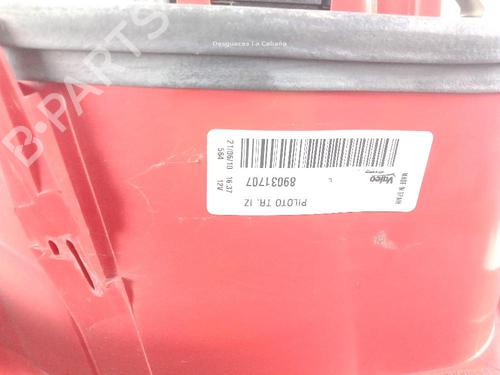 Desguaces La Cabaña
PILOTO TR. IZ
89031707
21/06/10 16:37
564 12V
Valeo
MADE IN SPAIN
B-PARTS